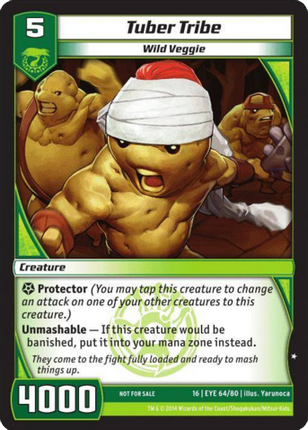 5
Tuber Tribe
Wild Veggie
Creature
Protector (You may tap this creature to change
an attack on one of your other creatures to this
creature.)
Unmashable — If this creature would be
banished, put it into your mana zone instead.
They come to the fight fully loaded and ready to mash
things up.
4000
NOT FOR SALE
16 | EYE 64/80 | illus. Yarunoca
TM & © 2014 Wizards of the Coast/Shogakukan/Mitsui-Kids